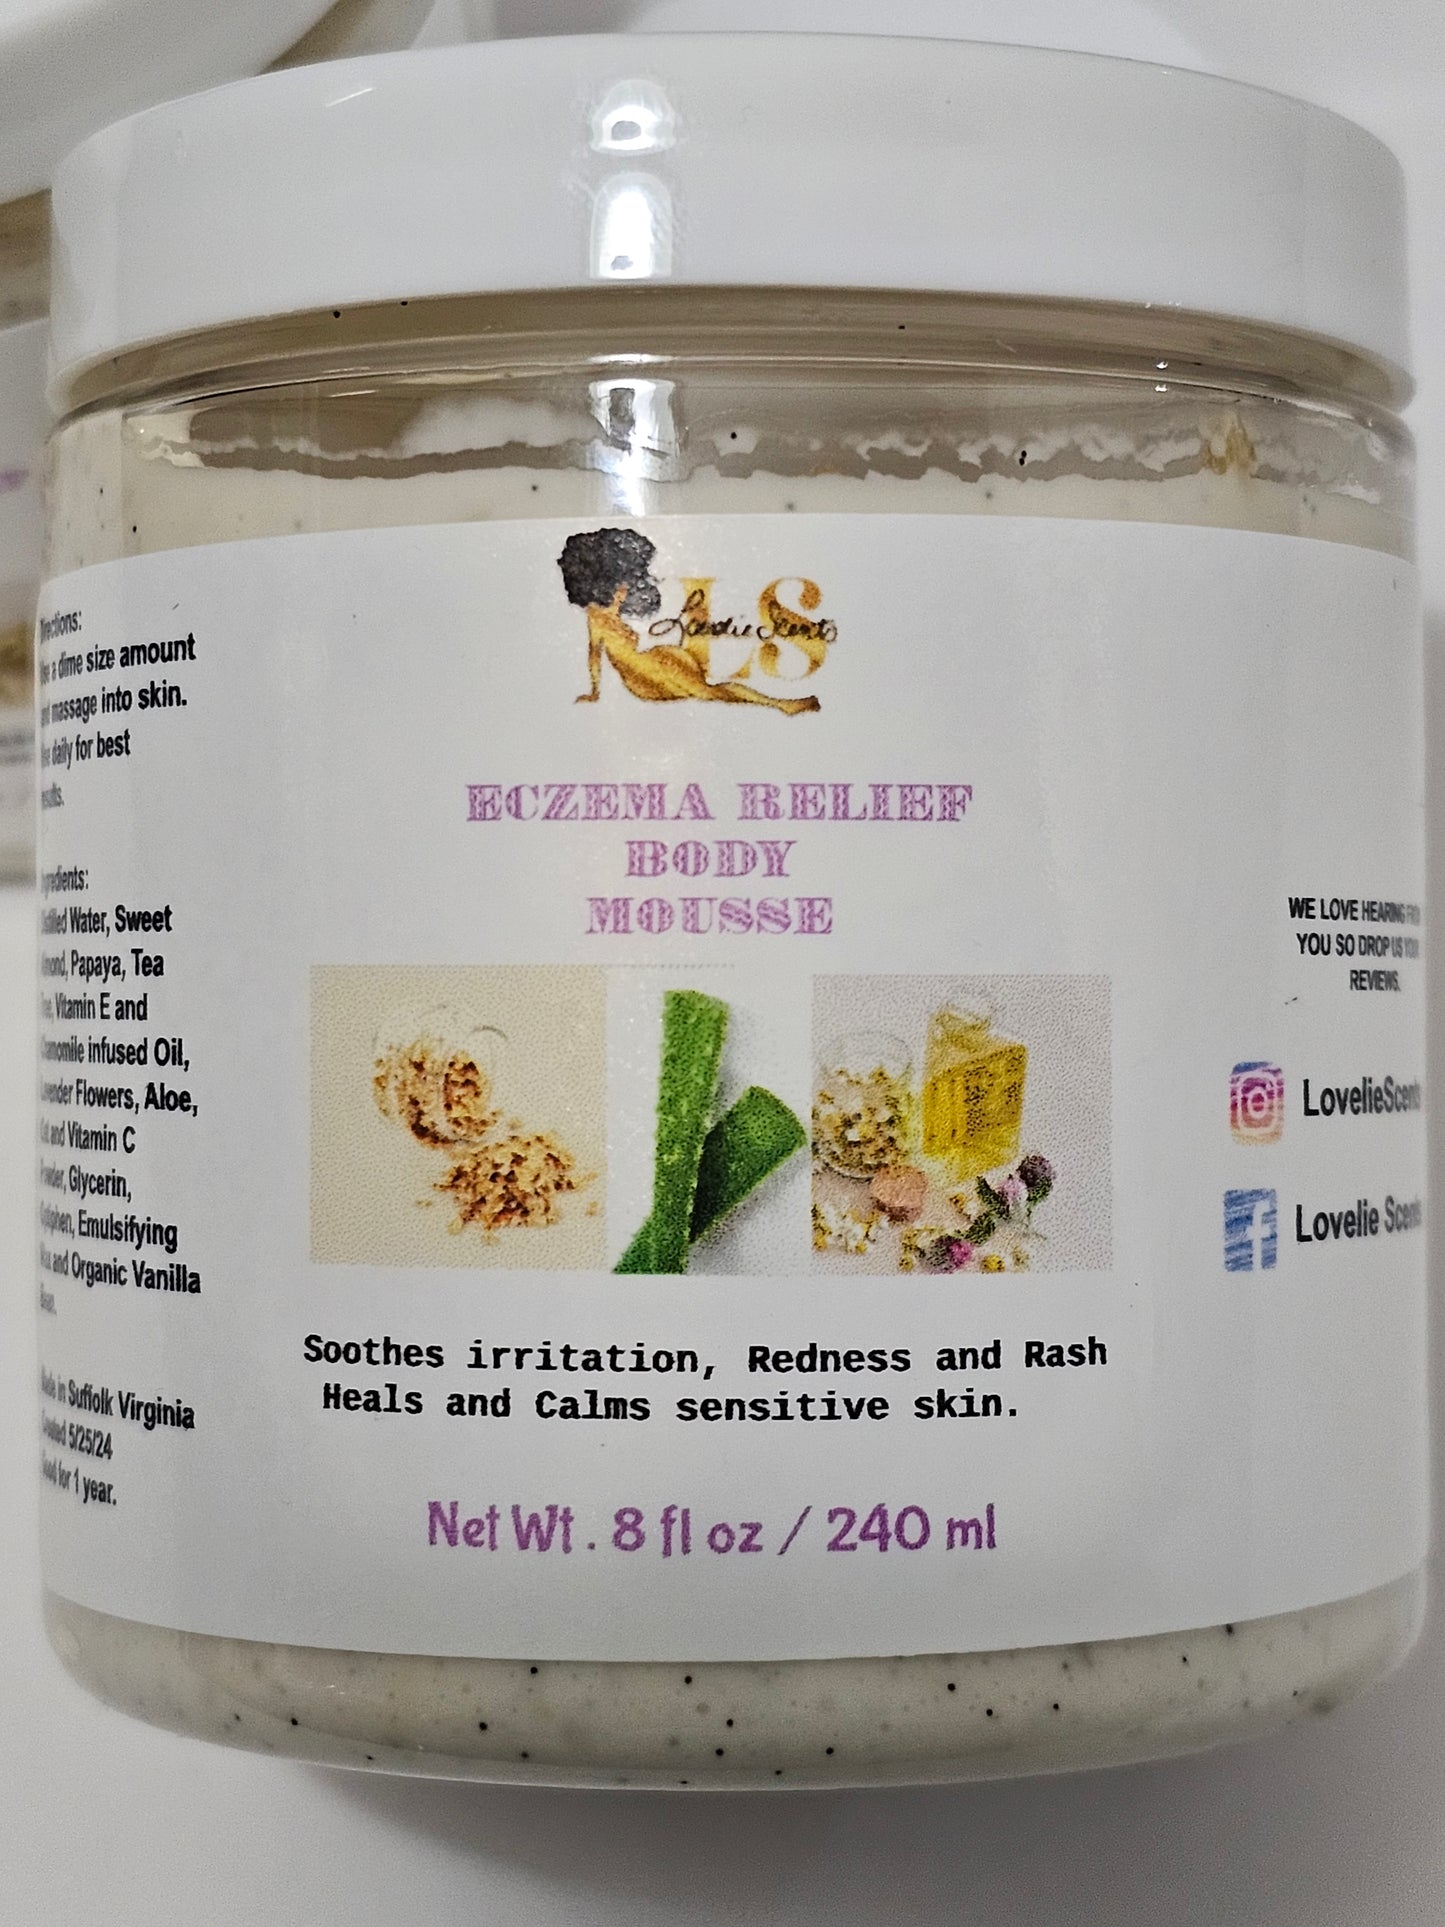 a dime size amount
massage into skin.
daily for best
Water, Sweet
Papaya, Tea
Vitamin E and
infused Oil,
Flowers, Aloe,
and Vitamin C
Glycerin,
Emulsifying
and Organic Vanilla
in Suffolk Virginia
5/25/24
for 1 year.
LS
Lovelie Scents
ECZEMA RELIEF
BODY
MOUSSE
Soothes irritation, Redness and Rash
Heals and Calms sensitive skin.
Net Wt. 8 fl oz / 240 ml
WE LOVE HEARING
YOU SO DROP US
REVIEWS.
LovelieScents
Lovelie Scents